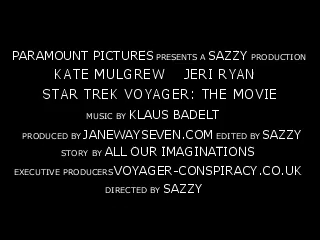 PARAMOUNT PICTURES PRESENTS A SAZZY PRODUCTION
KATE MULGREW JERI RYAN
STAR TREK VOYAGER: THE MOVIE
MUSIC BY KLAUS BADELT
PRODUCED BY JANEWAYSEVEN.COM EDITED BY SAZZY
STORY BY ALL OUR IMAGINATIONS
EXECUTIVE PRODUCERS VOYAGER-CONSPIRACY.CO.UK
DIRECTED BY SAZZY